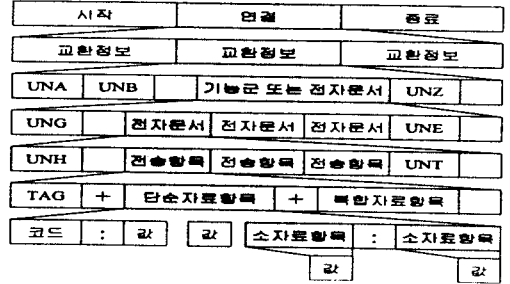 시작 연결 종료
교환정보 교환정보 교환정보
UNA UNB 기능군 또는 전자문서 UNZ
UNG 전자문서 전자문서 전자문서 UNE
UNH 전송항목 전송항목 전송항목 UNT
TAG + 단순자료항목 + 복합자료항목
코드 : 값 값 소자료항목 : 소자료항목
값 값